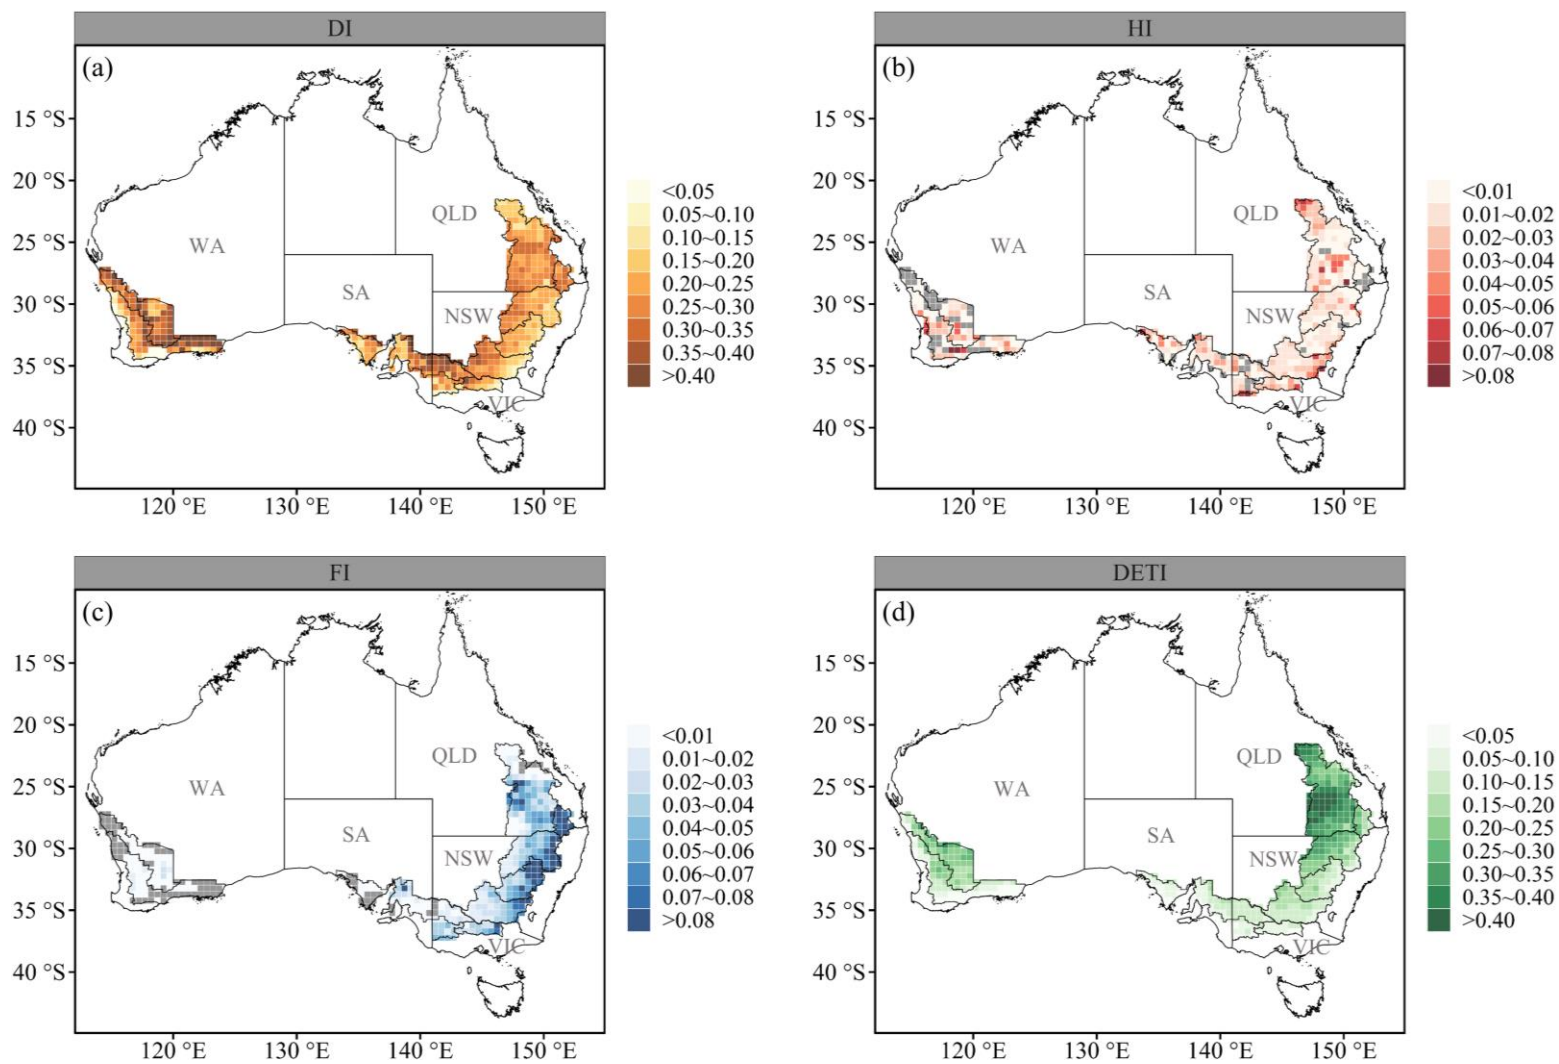 DI
(a)
15 °S
20 °S
25 °S
30 °S
35 °S
40 °S
WA
QLD
SA
NSW
VIC
120 °E
130 °E
140 °E
150 °E
<0.05
0.05~0.10
0.10~0.15
0.15~0.20
0.20~0.25
0.25~0.30
0.30~0.35
0.35~0.40
>0.40
HI
(b)
15 °S
20 °S
25 °S
30 °S
35 °S
40 °S
WA
QLD
SA
NSW
VIC
120 °E
130 °E
140 °E
150 °E
<0.01
0.01~0.02
0.02~0.03
0.03~0.04
0.04~0.05
0.05~0.06
0.06~0.07
0.07~0.08
>0.08
FI
(c)
15 °S
20 °S
25 °S
30 °S
35 °S
40 °S
WA
QLD
SA
NSW
VIC
120 °E
130 °E
140 °E
150 °E
<0.01
0.01~0.02
0.02~0.03
0.03~0.04
0.04~0.05
0.05~0.06
0.06~0.07
0.07~0.08
>0.08
DETI
(d)
15 °S
20 °S
25 °S
30 °S
35 °S
40 °S
WA
QLD
SA
NSW
VIC
120 °E
130 °E
140 °E
150 °E
<0.05
0.05~0.10
0.10~0.15
0.15~0.20
0.20~0.25
0.25~0.30
0.30~0.35
0.35~0.40
>0.40